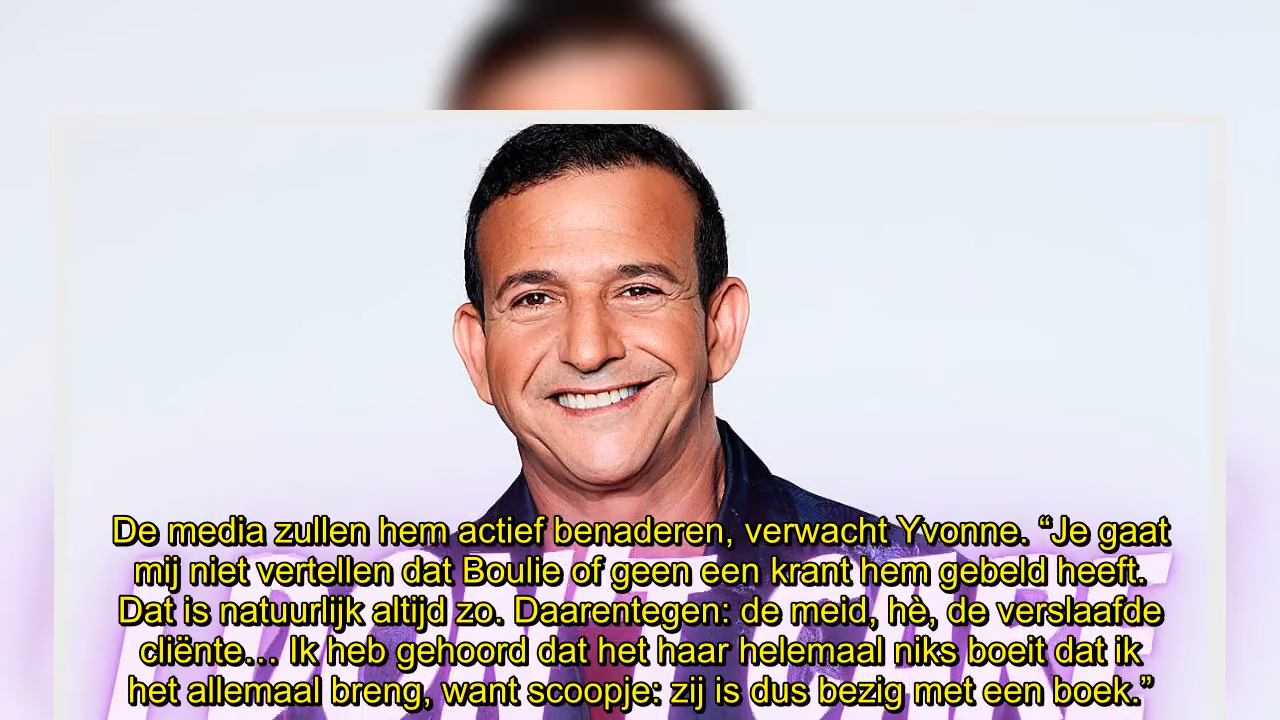 De media zullen hem actief benaderen, verwacht Yvonne. “Je gaat
mij niet vertellen dat Boulie of geen een krant hem gebeld heeft.
Dat is natuurlijk altijd zo. Daarentegen: de meid, hè, de verslaafde
cliënte… Ik heb gehoord dat het haar helemaal niks boeit dat ik
het allemaal breng, want scoopje: zij is dus bezig met een boek.”